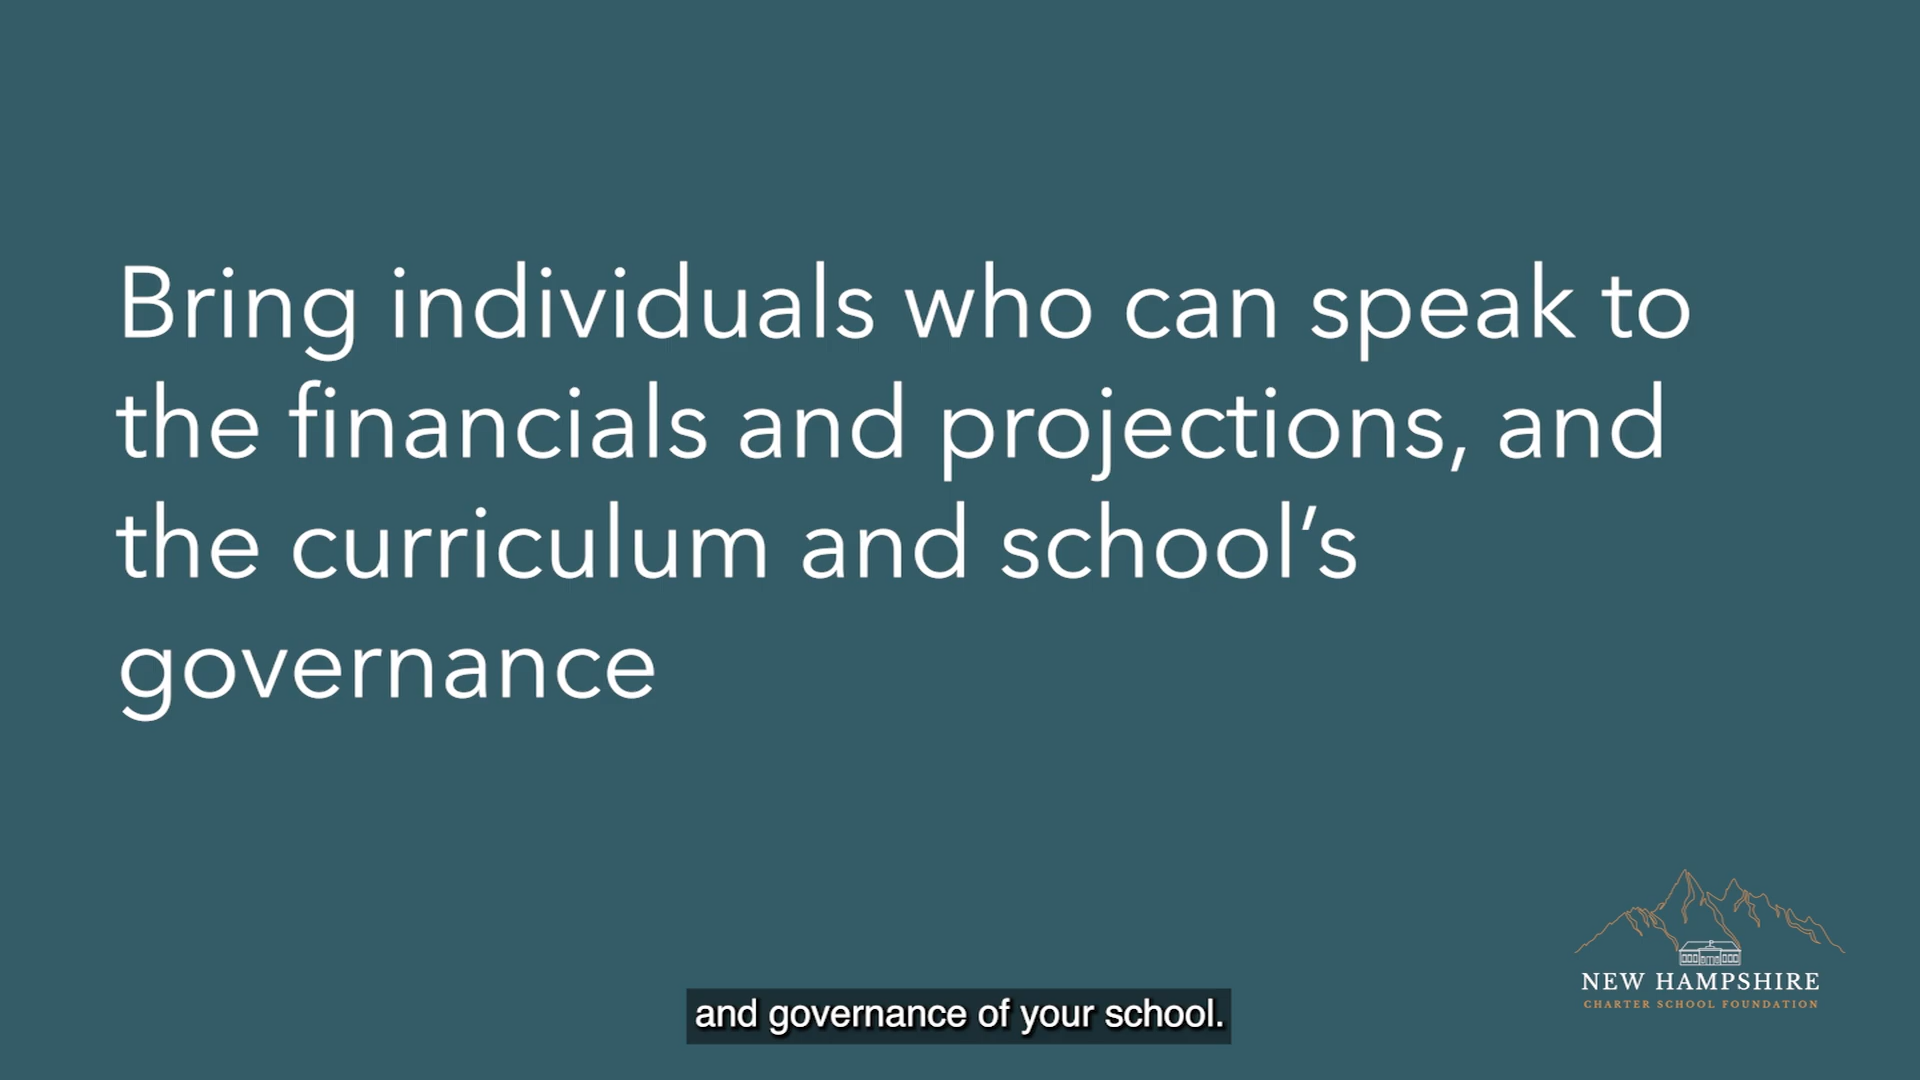 Bring individuals who can speak to
the financials and projections, and
the curriculum and school’s
governance
NEW HAMPSHIRE
CHARTER SCHOOL FOUNDATION
and governance of your school.